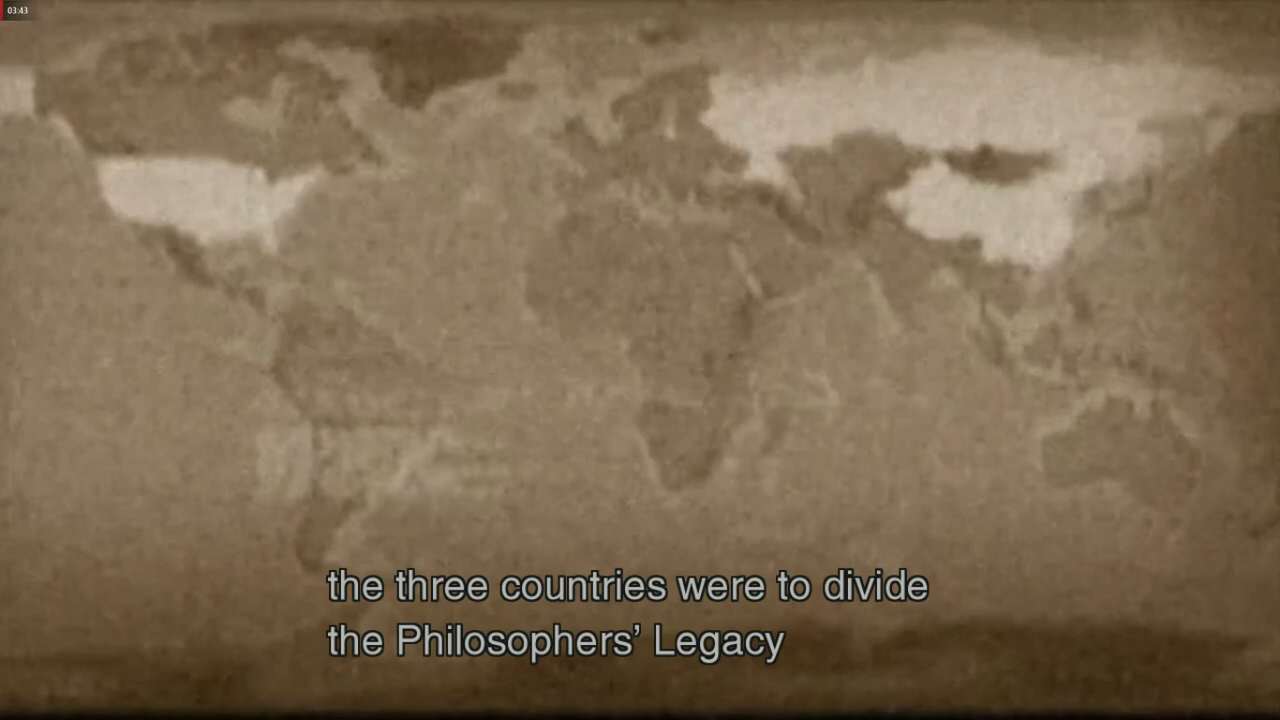 03:43
the three countries were to divide
the Philosophers’ Legacy